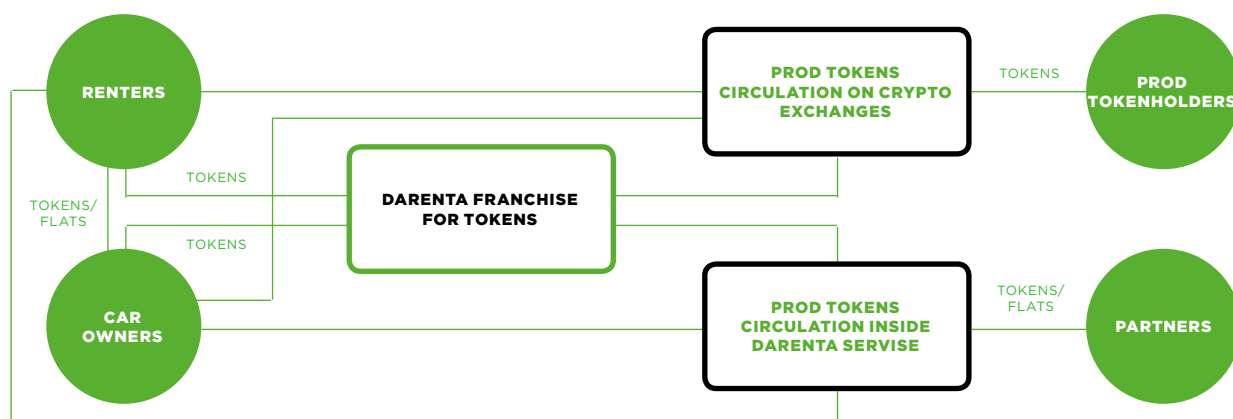 RENTERS
PROD TOKENS
CIRCULATION ON CRYPTO
EXCHANGES
TOKENS
PROD
TOKENHOLDERS
TOKENS
TOKENS/
FLATS
DARENTA FRANCHISE
FOR TOKENS
TOKENS
CAR
OWNERS
PROD TOKENS
CIRCULATION INSIDE
DARENTA SERVISE
TOKENS/
FLATS
PARTNERS